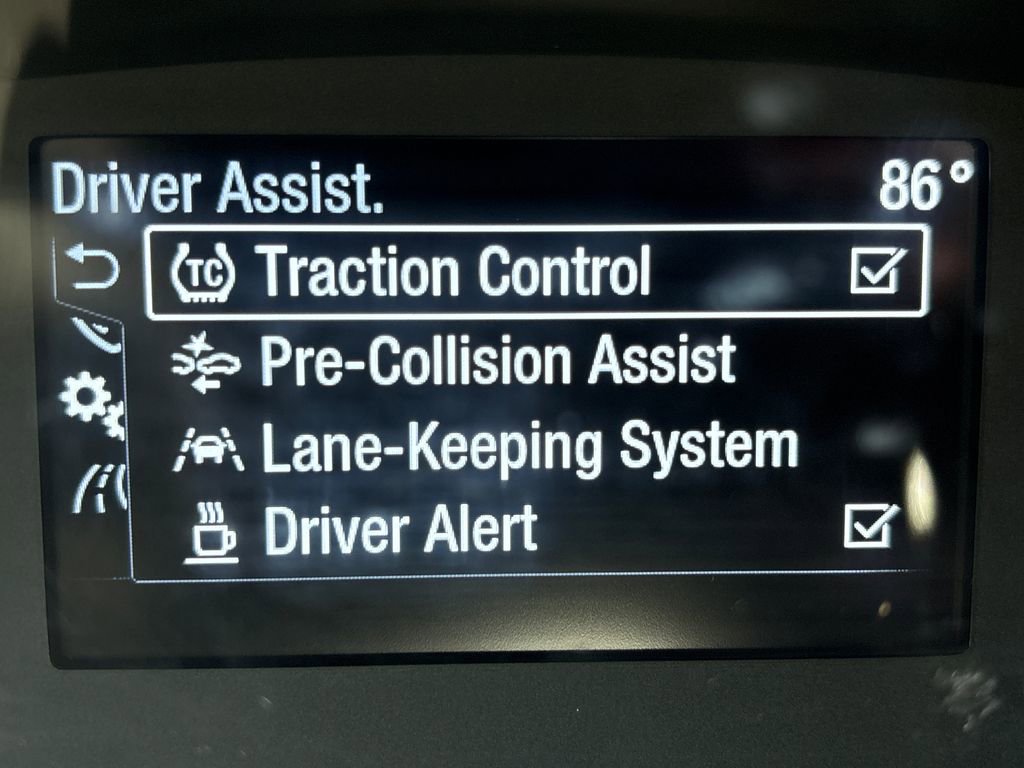 Driver Assist. 86°
TC Traction Control
Pre-Collision Assist
Lane-Keeping System
Driver Alert